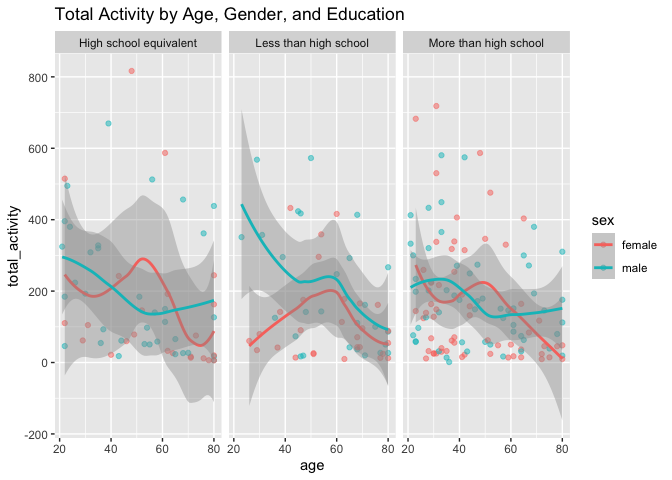 Total Activity by Age, Gender, and Education
High school equivalent
Less than high school
More than high school
total_activity
800
600
400
200
0
-200
20 40 60 80
20 40 60 80
20 40 60 80
age
sex
female
male